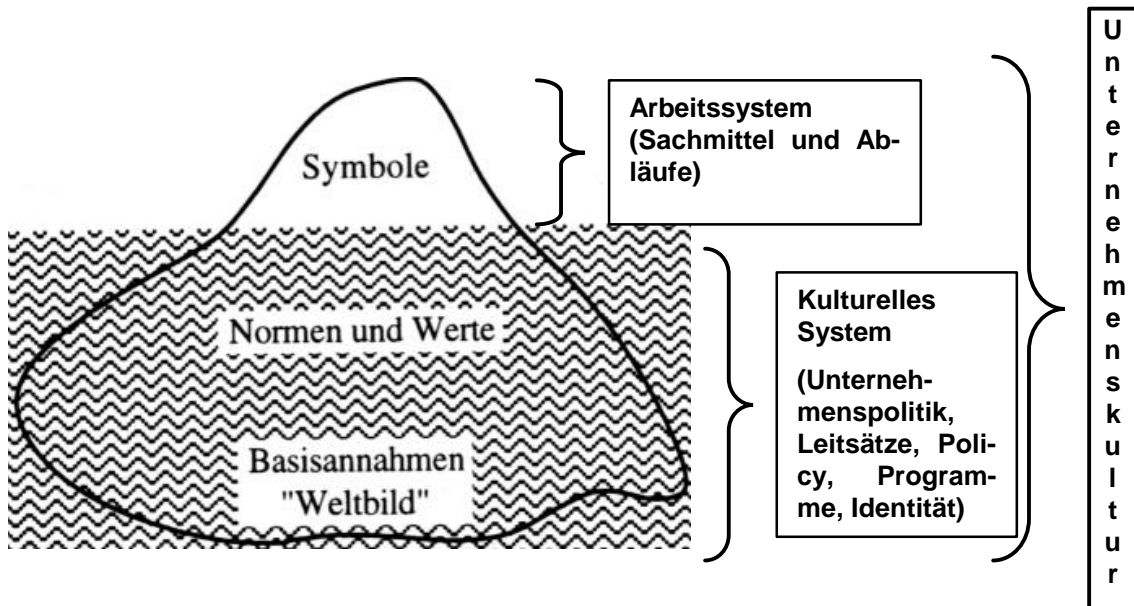 Symbole
Normen und Werte
Basisannahmen
"Weltbild"
Arbeitssystem
(Sachmittel und Ab-
läufe)
Kulturelles
System
(Unterneh-
menspolitik,
Leitsätze, Poli-
cy, Program-
me, Identität)
U
n
t
e
r
n
e
h
m
e
n
s
k
u
l
t
u
r